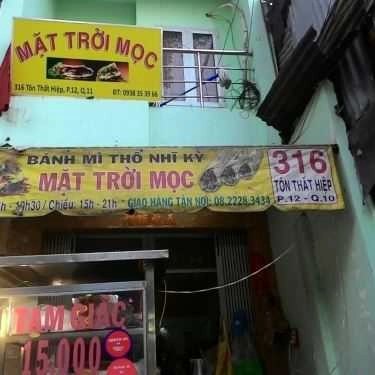 MẶT TRỜI MỌC
316 Tôn Thất Hiệp, P.12, Q.11
ĐT: 0938 35 39 66
BÁNH MÌ THỔ NHĨ KỲ
MẶT TRỜI MỌC
30 / Chiều: 15h - 21h " GIAO HÀNG TẬN NƠI: 08.2228.3434
316
TÔN THẤT HIỆP
P.12 - Q.10
TAM GIÁC
15.000